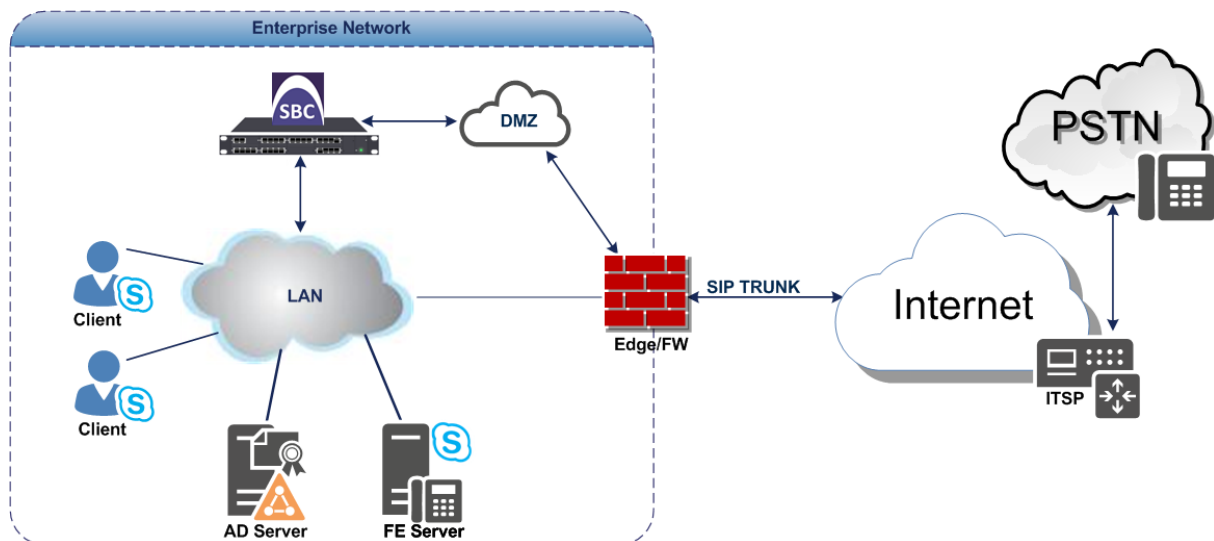 Enterprise Network
SBC
DMZ
PSTN
LAN
SIP TRUNK
Internet
Client
S
Edge/FW
ITSP
Client
S
S
AD Server
FE Server